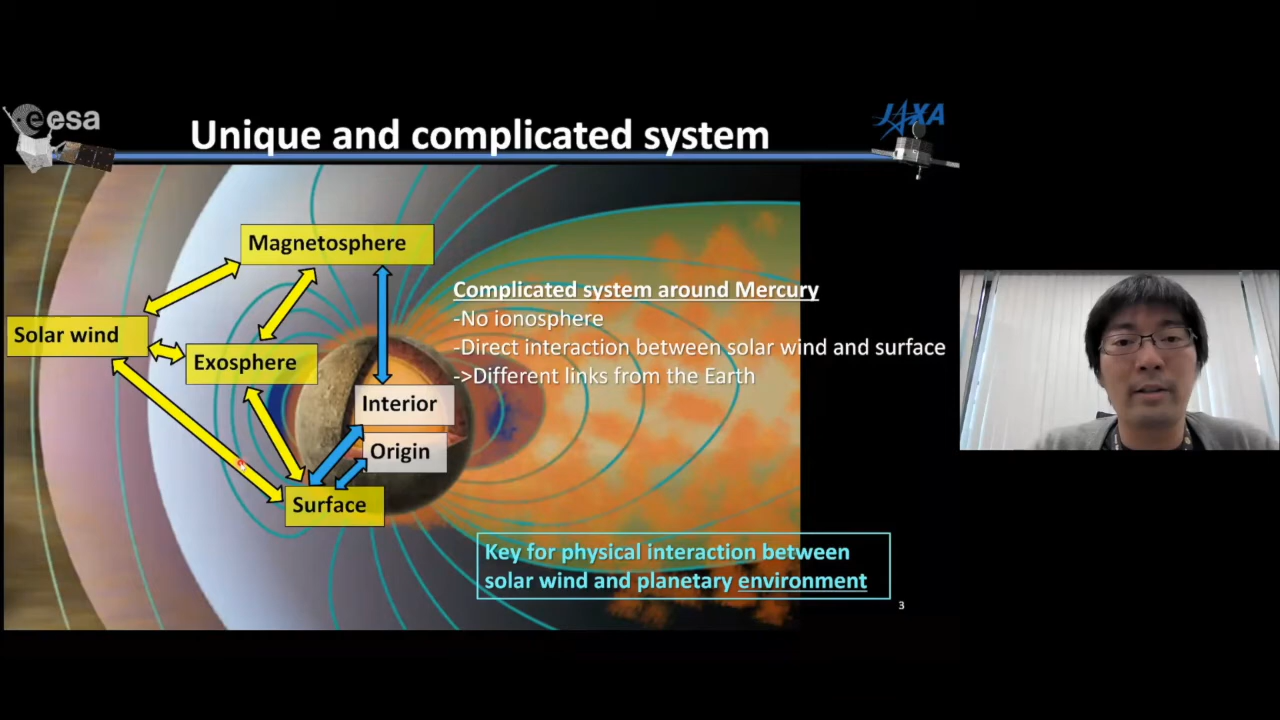 esa
JAXA
Unique and complicated system
Magnetosphere
Solar wind
Exosphere
Interior
Origin
Surface
Complicated system around Mercury
-No ionosphere
-Direct interaction between solar wind and surface
->Different links from the Earth
Key for physical interaction between
solar wind and planetary environment
3